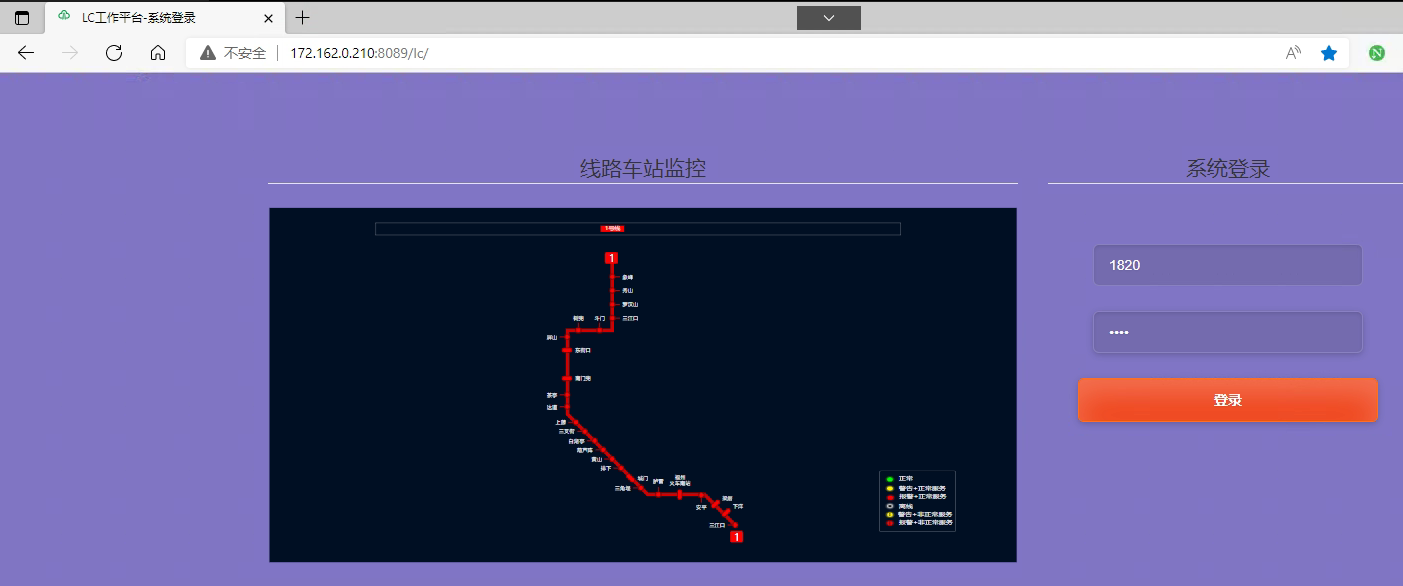 LC工作平台-系统登录
不安全
172.162.0.210:8089/lc/
线路车站监控
系统登录
1号线
1
象峰
秀山
罗汉山
树兜
斗门
三江口
屏山
东街口
南门兜
茶亭
达道
上藤
三叉街
白湖亭
葫芦阵
黄山
排下
城门
三角埕
胪雷
福州
火车南站
安平
梁厝
下洋
三江口
1
正常
警告+正常服务
报警+正常服务
离线
警告+非正常服务
报警+非正常服务
1820
••••
登录